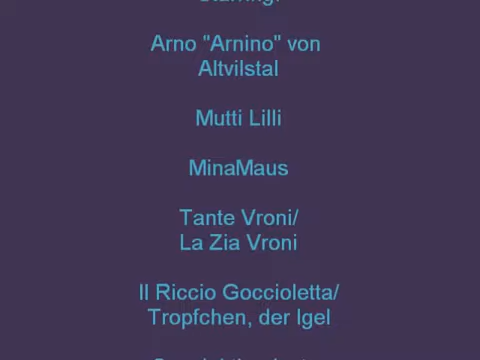 Arno "Arnino" von
Altvilstal
Mutti Lilli
MinaMaus
Tante Vroni/
La Zia Vroni
Il Riccio Goccioletta/
Tropfchen, der Igel